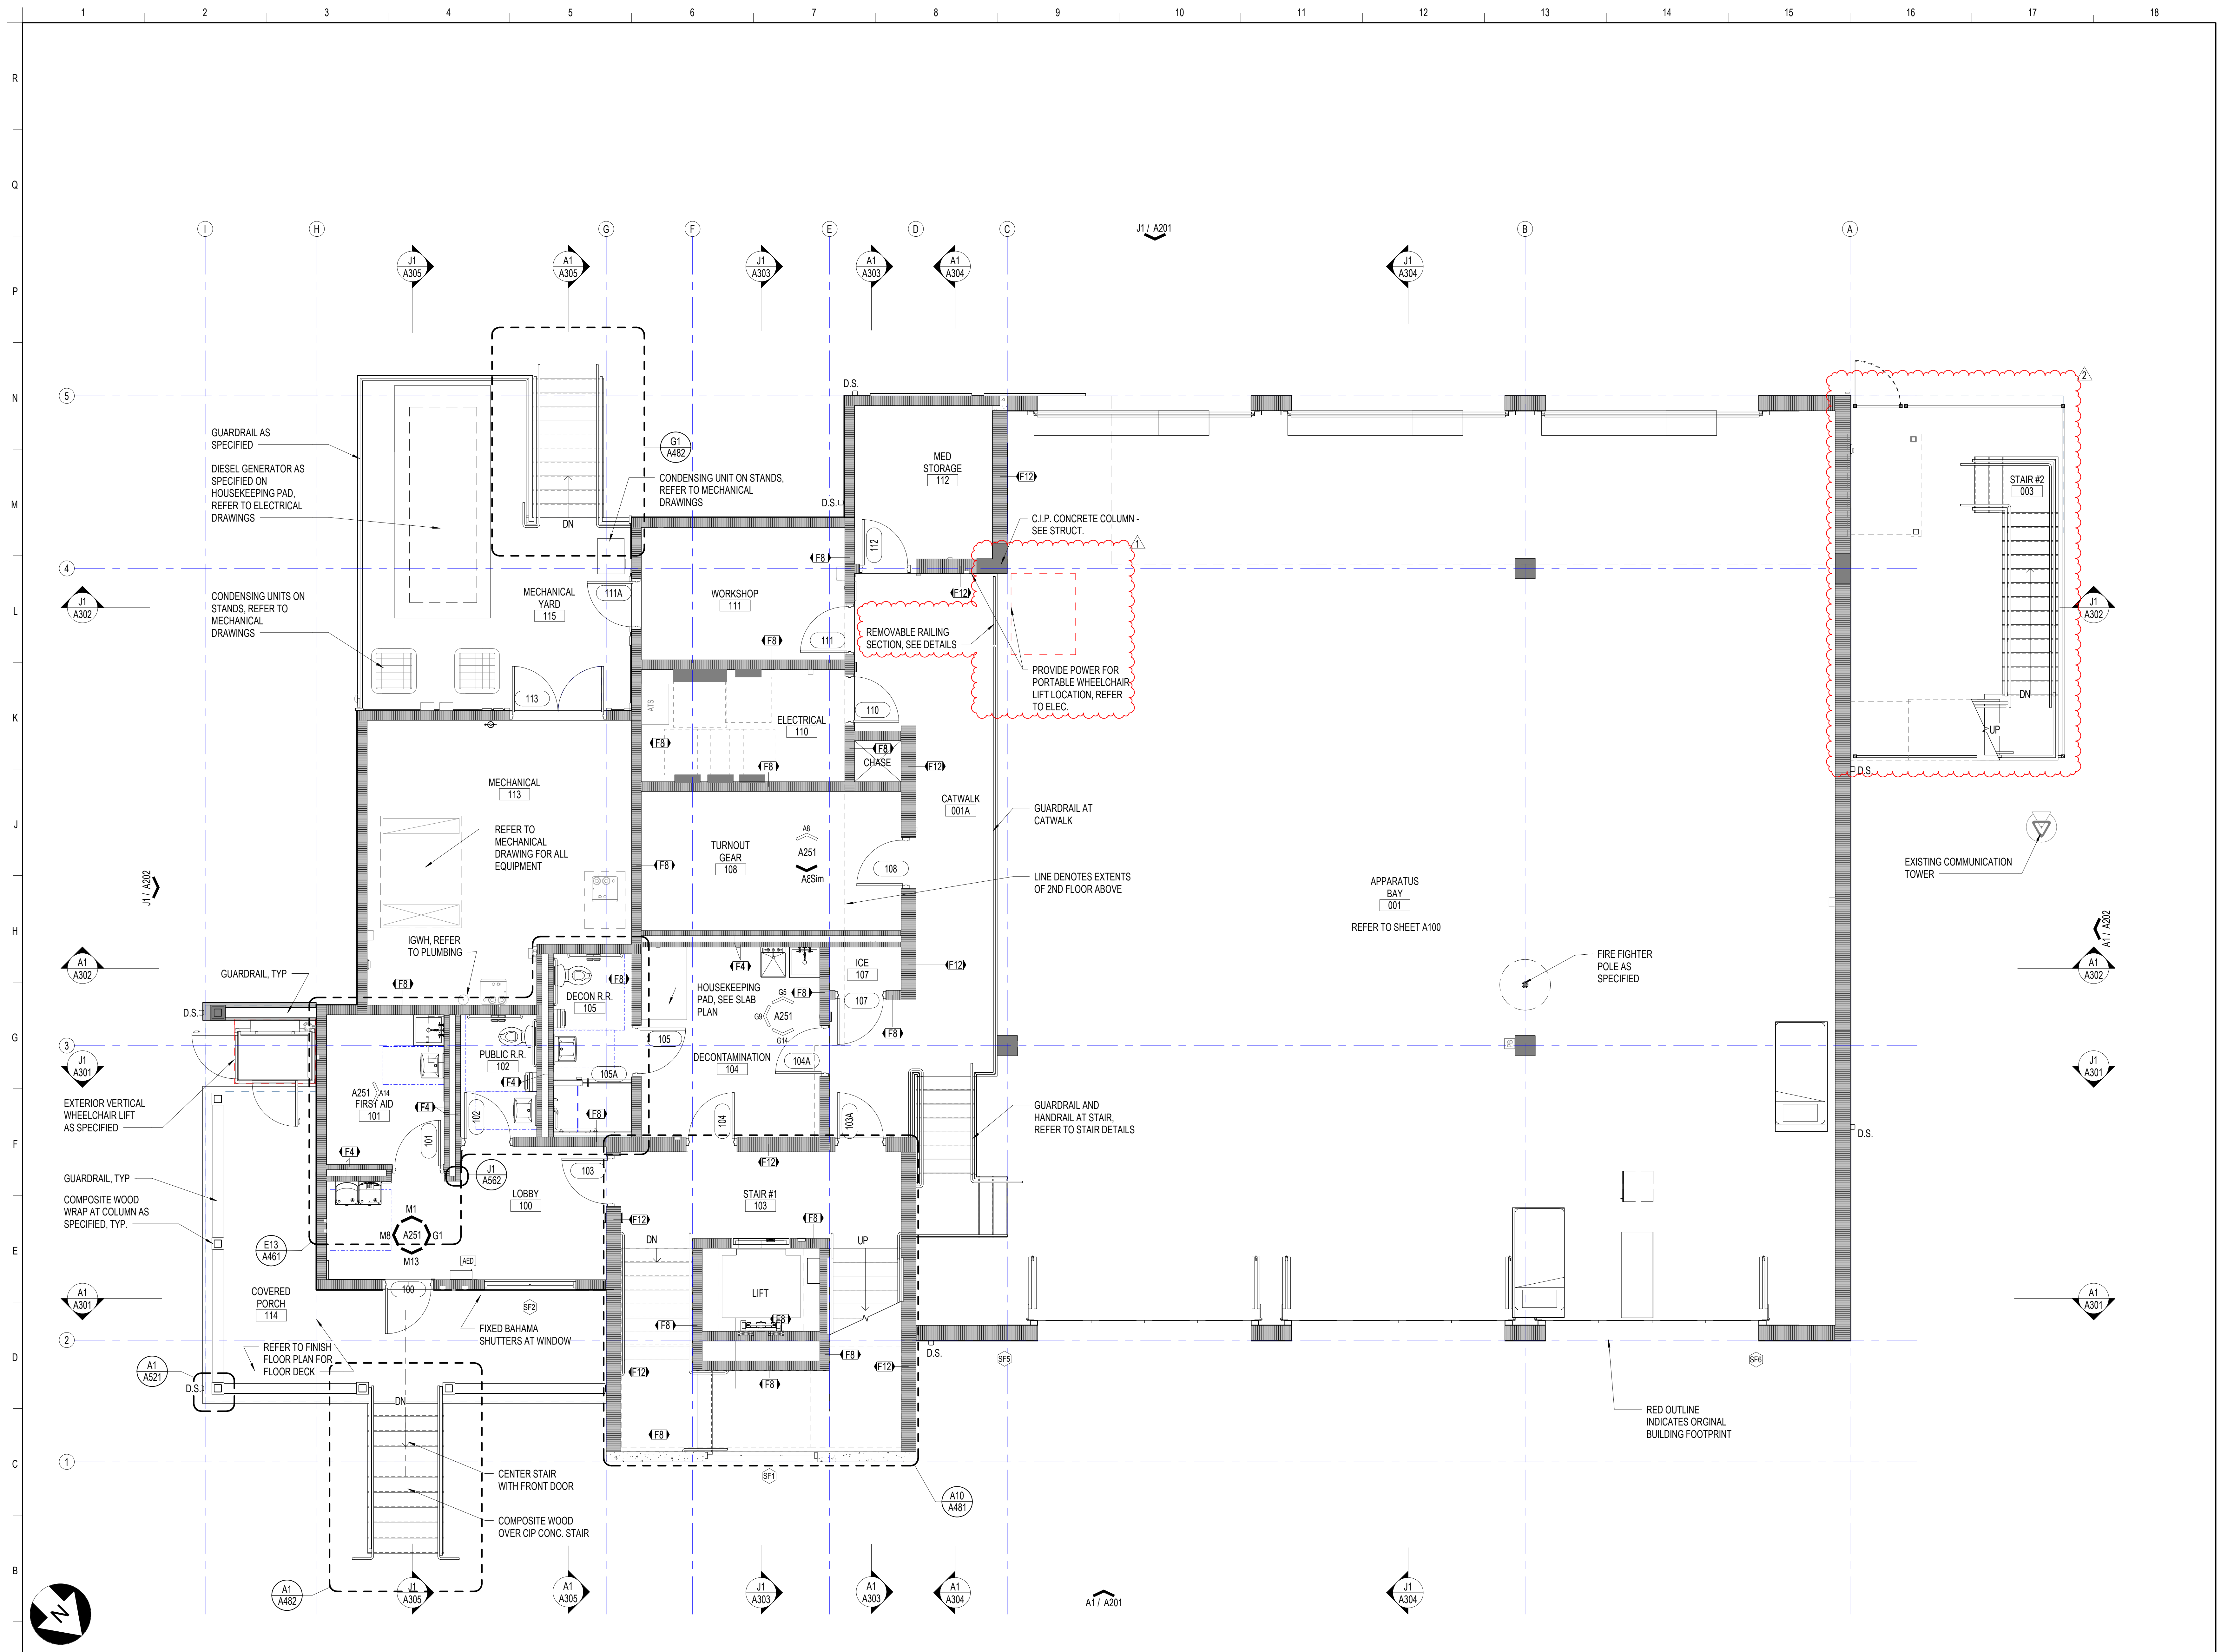 1 2 3 4 5 6 7 8 9 10 11 12 13 14 15 16 17 18
R
Q
P
N
M
L
K
J
H
G
F
E
D
C
B
I H G F E D C B A
J1 / A201
J1
A305
A1
A305
J1
A303
A1
A303
A1
A304
J1
A304
5
D.S.
2
GUARDRAIL AS
SPECIFIED
DIESEL GENERATOR AS
SPECIFIED ON
HOUSEKEEPING PAD,
REFER TO ELECTRICAL
DRAWINGS
G1
A482
CONDENSING UNIT ON STANDS,
REFER TO MECHANICAL
DRAWINGS
DN
D.S.
MED
STORAGE
112
F12
STAIR #2
003
C.I.P. CONCRETE COLUMN -
SEE STRUCT.
1
112
F8
4
CONDENSING UNITS ON
STANDS, REFER TO
MECHANICAL
DRAWINGS
J1
A302
MECHANICAL
YARD
115
111A
WORKSHOP
111
F12
J1
A302
REMOVABLE RAILING
SECTION, SEE DETAILS
111
F8
PROVIDE POWER FOR
PORTABLE WHEELCHAIR
LIFT LOCATION, REFER
TO ELEC.
113
ATS
ELECTRICAL
110
110
DN
UP
F8
F8
CHASE
F8
F12
D.S.
MECHANICAL
113
CATWALK
001A
GUARDRAIL AT
CATWALK
REFER TO
MECHANICAL
DRAWING FOR ALL
EQUIPMENT
F8
TURNOUT
GEAR
108
A8
A251
A8Sim
108
EXISTING COMMUNICATION
TOWER
J1 / A202
LINE DENOTES EXTENTS
OF 2ND FLOOR ABOVE
APPARATUS
BAY
001
REFER TO SHEET A100
A1 / A202
IGWH, REFER
TO PLUMBING
A1
A302
GUARDRAIL, TYP
F8
F8
F4
ICE
107
F12
FIRE FIGHTER
POLE AS
SPECIFIED
A1
A302
DECON R.R.
105
HOUSEKEEPING
PAD, SEE SLAB
PLAN
G5
G9
A251
G14
F8
107
F8
D.S.
3
J1
A301
PUBLIC R.R.
102
105
DECONTAMINATION
104
104A
PB
J1
A301
F4
105A
A251
A14
FIRST AID
101
F4
F8
102
101
104
103A
EXTERIOR VERTICAL
WHEELCHAIR LIFT
AS SPECIFIED
GUARDRAIL AND
HANDRAIL AT STAIR,
REFER TO STAIR DETAILS
D.S.
F4
F12
GUARDRAIL, TYP
COMPOSITE WOOD
WRAP AT COLUMN AS
SPECIFIED, TYP.
J1
A562
103
LOBBY
100
STAIR #1
103
M1
M8
A251
G1
M13
F12
F8
DN
UP
E13
A461
AED
COVERED
PORCH
114
100
LIFT
A1
A301
A1
A301
SF2
FIXED BAHAMA
SHUTTERS AT WINDOW
F8
F8
2
REFER TO FINISH
FLOOR PLAN FOR
FLOOR DECK
F8
F12
F12
D.S.
SF5
SF6
A1
A521
D.S.
DN
F8
RED OUTLINE
INDICATES ORGINAL
BUILDING FOOTPRINT
F8
1
CENTER STAIR
WITH FRONT DOOR
SF1
A10
A481
COMPOSITE WOOD
OVER CIP CONC. STAIR
A1
A482
J1
A305
A1
A305
J1
A303
A1
A303
A1
A304
A1 / A201
J1
A304
N